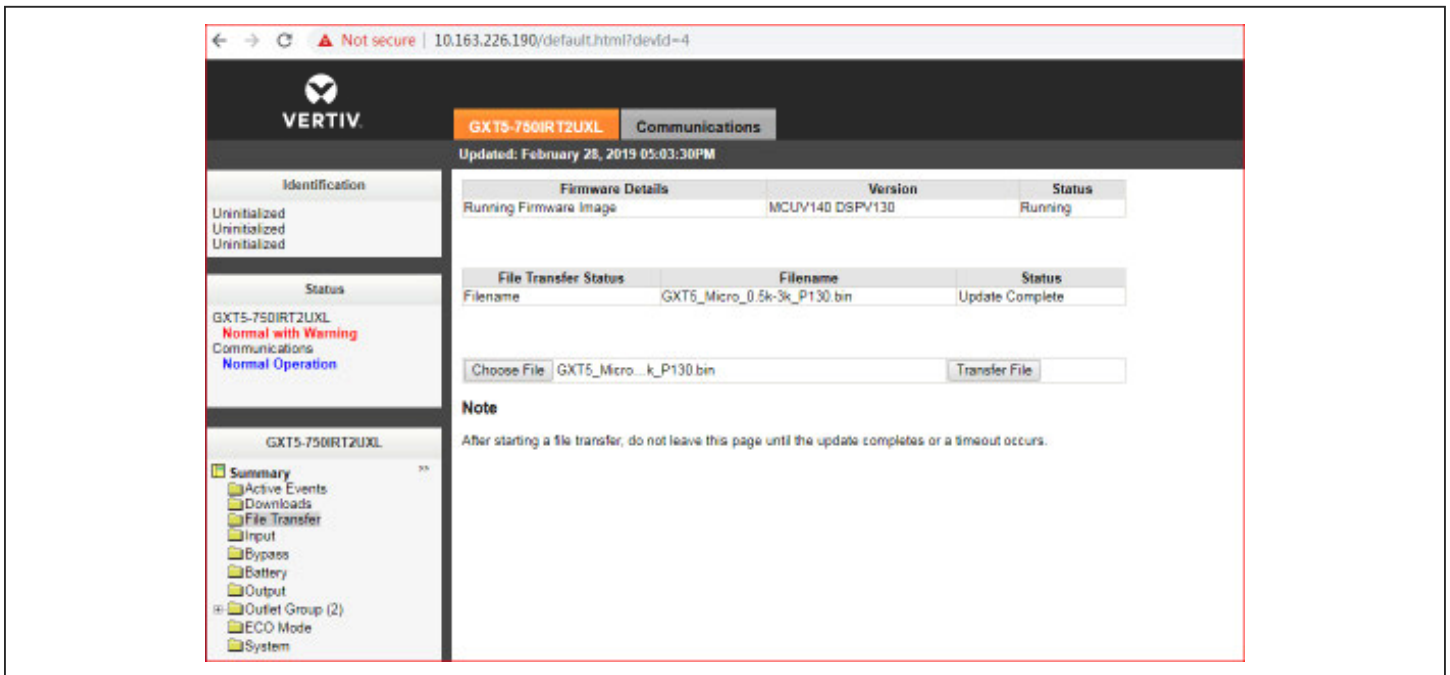 Not secure | 10.163.226.190/default.html?devId=4
VERTIV.
GXT5-750IRT2UXL Communications
Updated: February 28, 2019 05:03:30PM
Identification
Uninitialized
Uninitialized
Uninitialized
Status
GXT5-750IRT2UXL
Normal with Warning
Communications
Normal Operation
GXT5-750IRT2UXL
Summary >>
Active Events
Downloads
File Transfer
Input
Bypass
Battery
Output
Outlet Group (2)
ECO Mode
System
Firmware Details Version Status
Running Firmware Image MCUV140 DSPV130 Running
File Transfer Status Filename Status
Filename GXT5_Micro_0.5k-3k_P130.bin Update Complete
Choose File GXT5_Micro...k_P130.bin Transfer File
Note
After starting a file transfer, do not leave this page until the update completes or a timeout occurs.